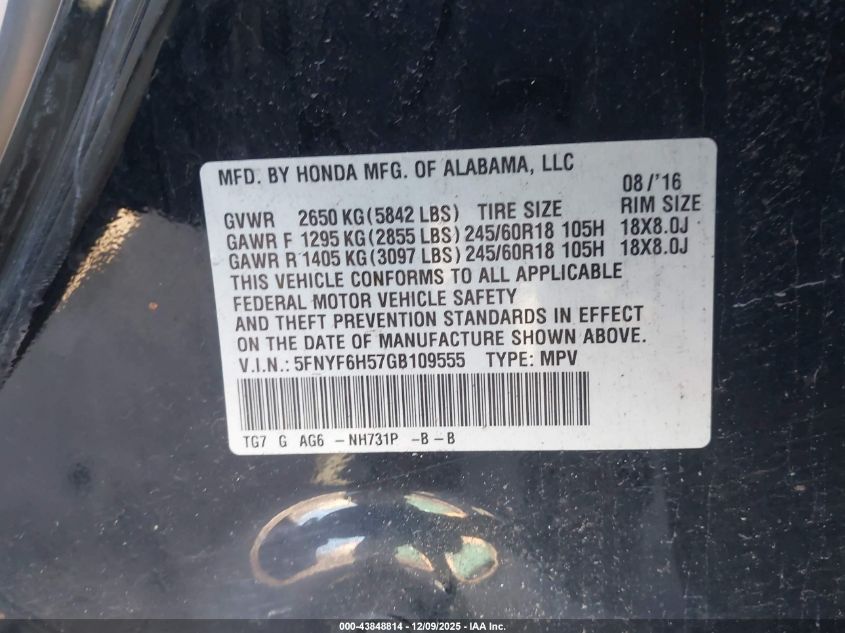 MFD. BY HONDA MFG. OF ALABAMA, LLC
08/'16
GVWR 2650 KG(5842 LBS) TIRE SIZE RIM SIZE
GAWR F 1295 KG(2855 LBS) 245/60R18 105H 18X8.0J
GAWR R 1405 KG(3097 LBS) 245/60R18 105H 18X8.0J
THIS VEHICLE CONFORMS TO ALL APPLICABLE
FEDERAL MOTOR VEHICLE SAFETY
AND THEFT PREVENTION STANDARDS IN EFFECT
ON THE DATE OF MANUFACTURE SHOWN ABOVE.
V.I.N.: 5FNYF6H57GB109555 TYPE: MPV
TG7 G AG6 -NH731P -B-B
000-43848814 - 12/09/2025 - IAA Inc.